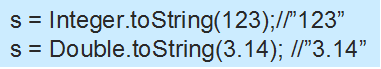 s = Integer.toString(123);//”123”
s = Double.toString(3.14); //”3.14”